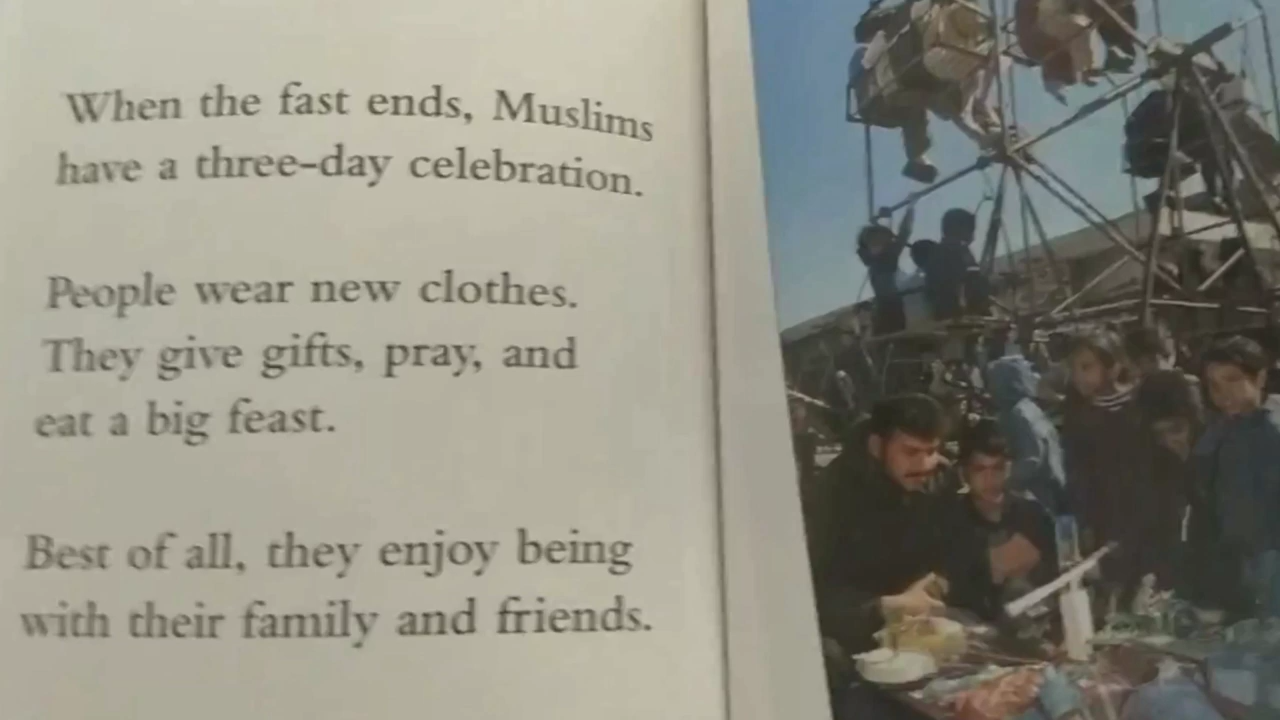 When the fast ends, Muslims
have a three-day celebration.
People wear new clothes.
They give gifts, pray, and
eat a big feast.
Best of all, they enjoy being
with their family and friends.